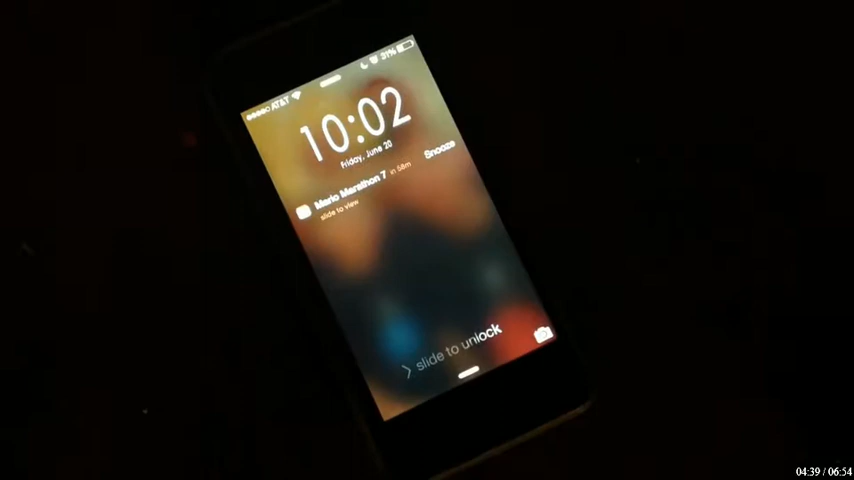 AT&T 31%
10:02
Friday, June 20
Mario Marathon 7 in 58m Snooze
slide to view
slide to unlock
04:39 / 06:54